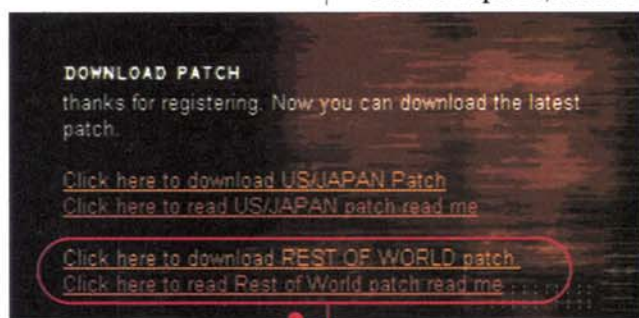 DOWNLOAD PATCH
thanks for registering. Now you can download the latest
patch.
Click here to download US/JAPAN Patch
Click here to read US/JAPAN patch read me
Click here to download REST OF WORLD patch
Click here to read Rest of World patch read me